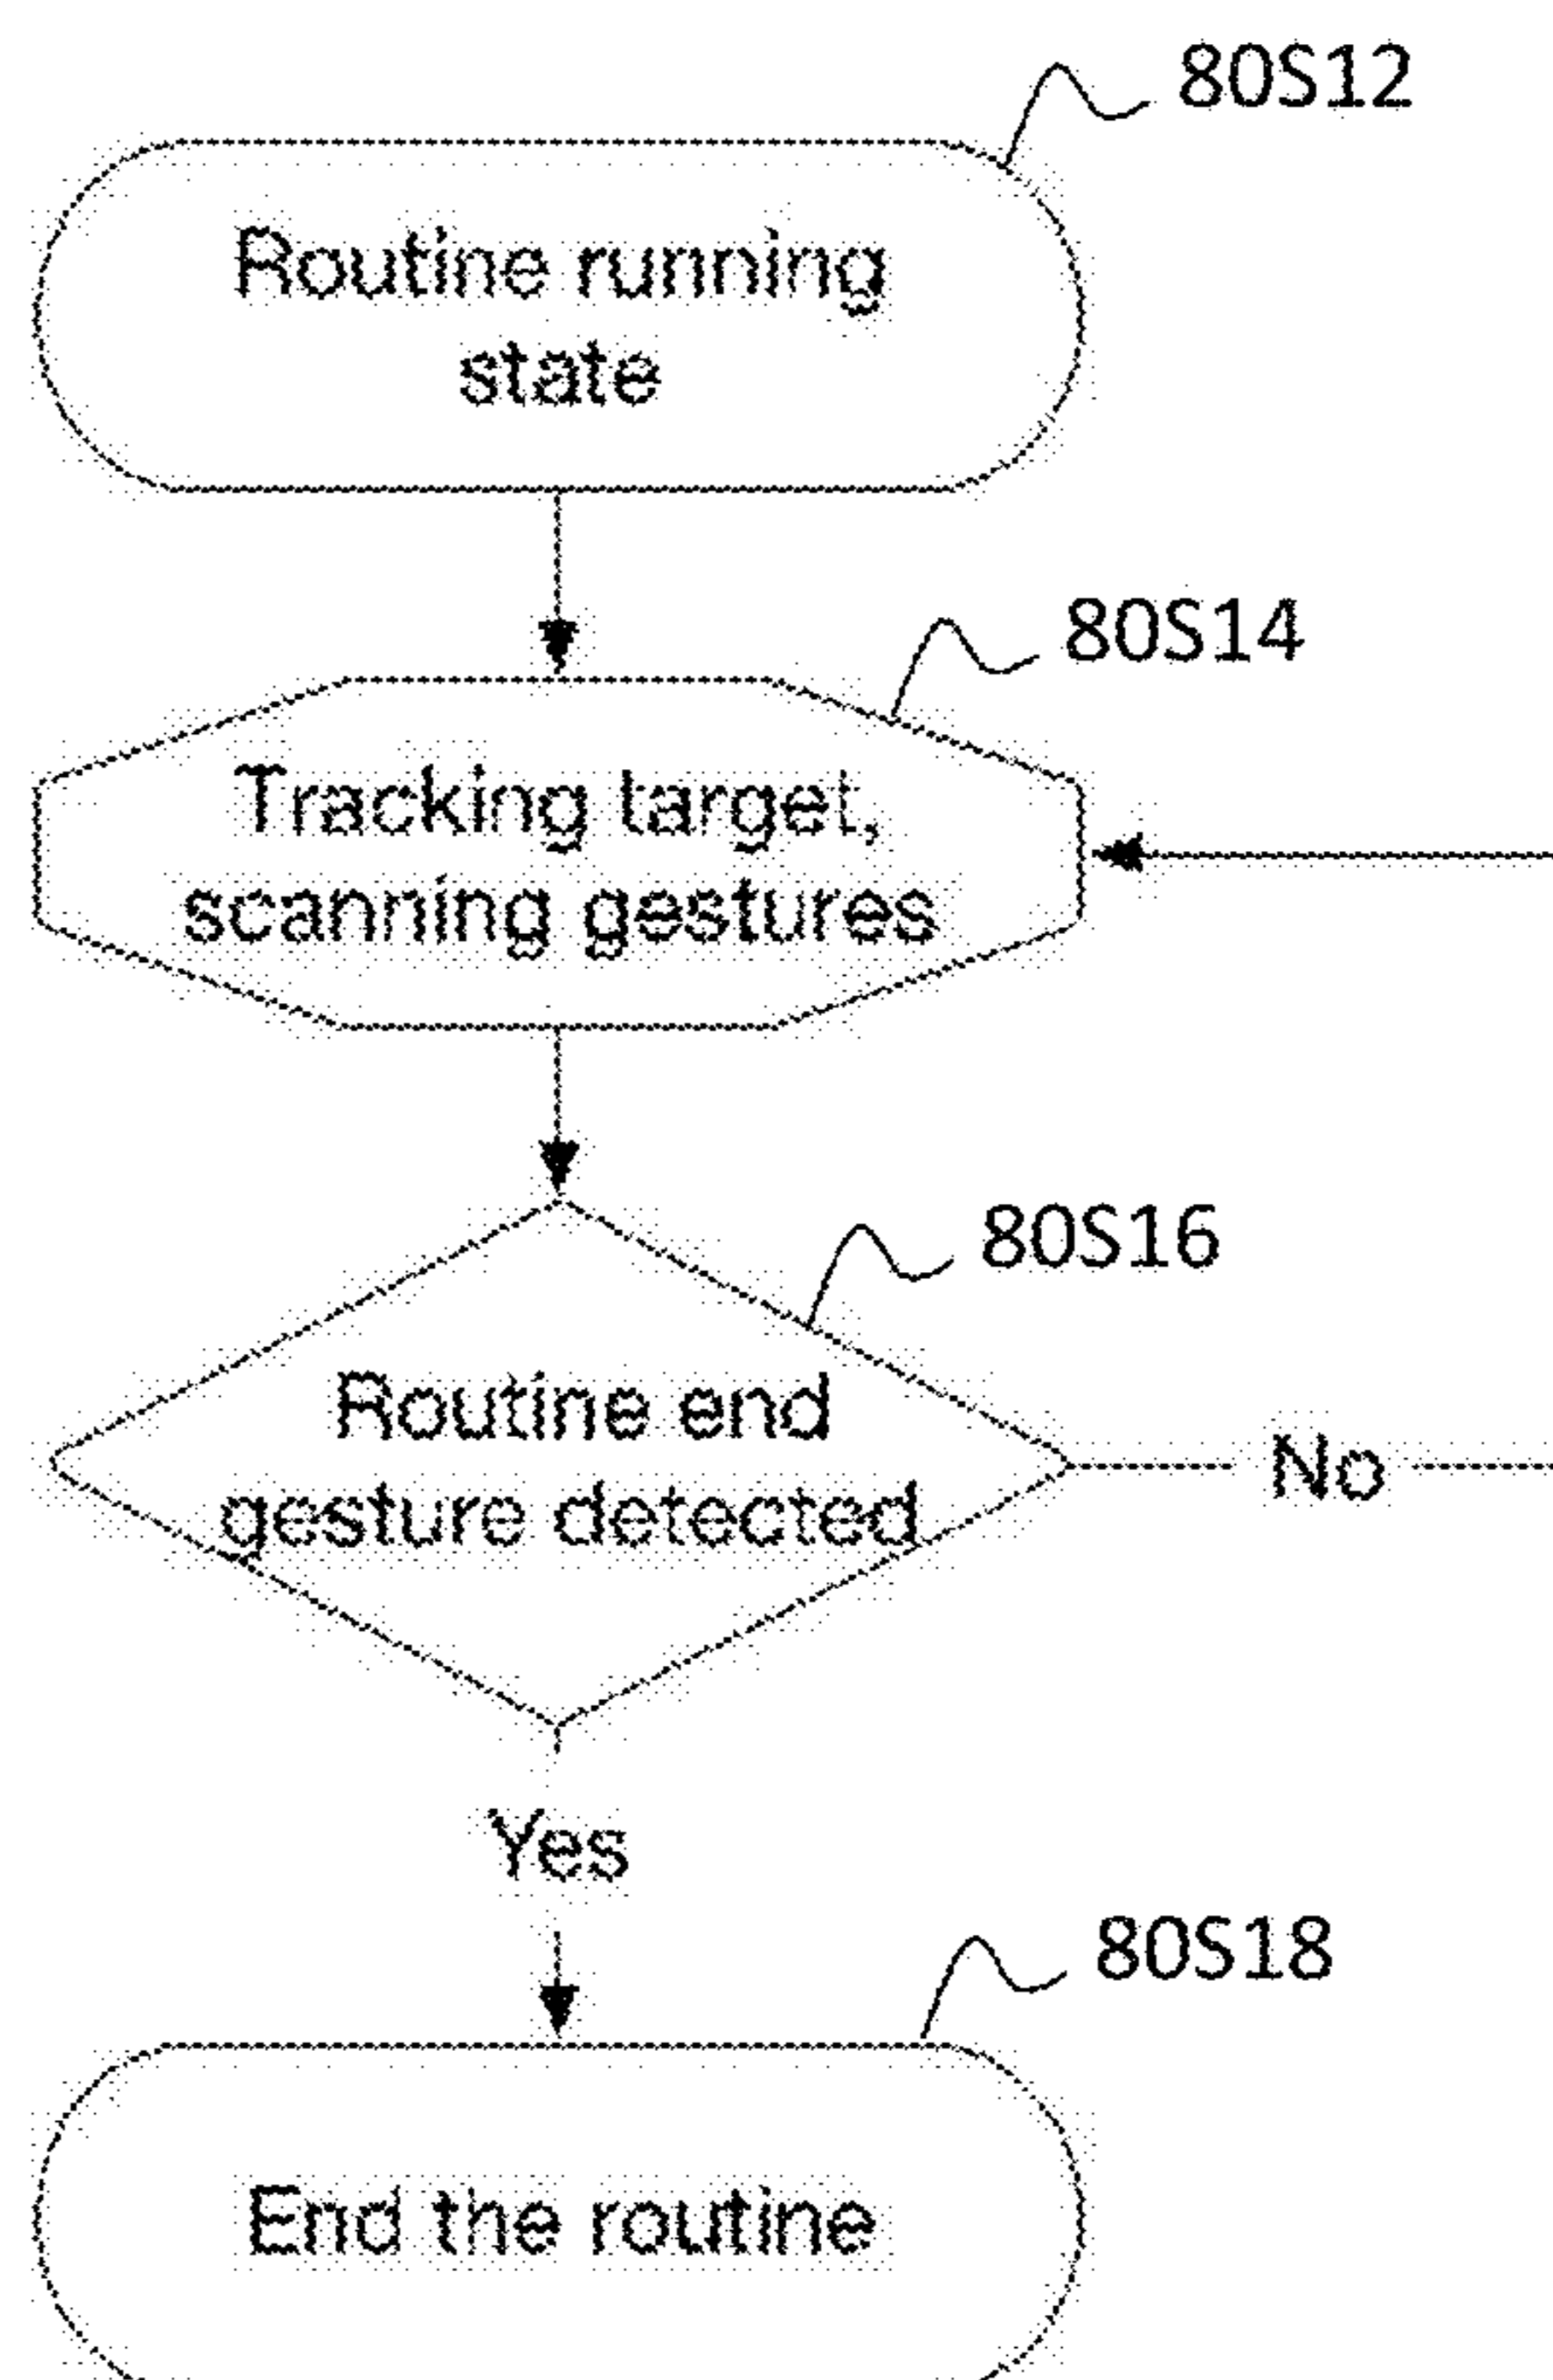 80S12
Routine running
state
80S14
Tracking target,
scanning gestures
80S16
Routine end
gesture detected
No
Yes
80S18
End the routine